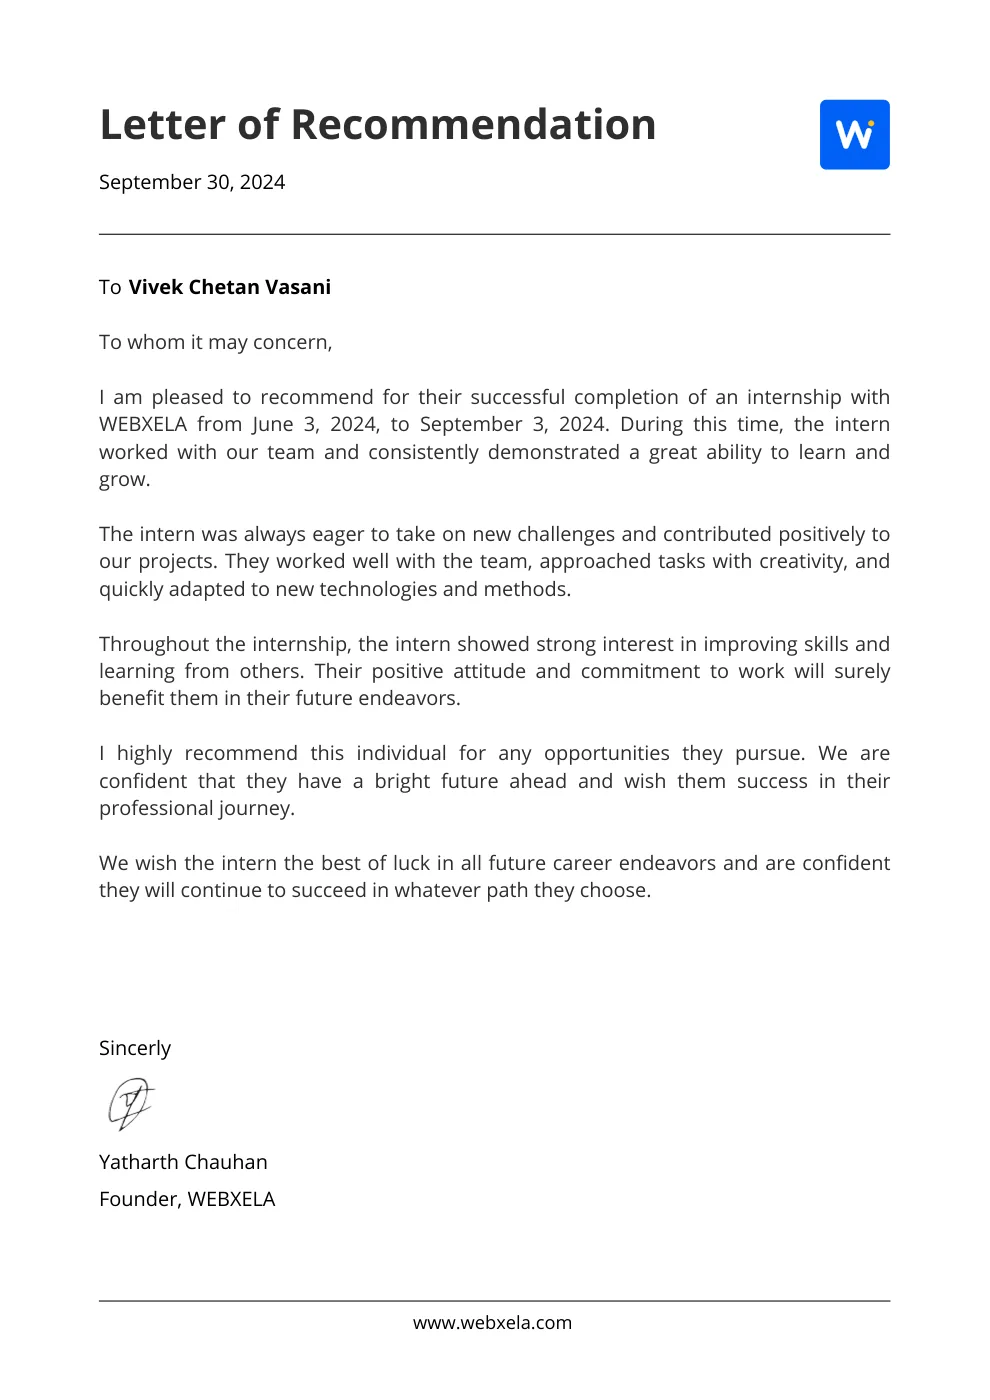 Letter of Recommendation
W
September 30, 2024
To Vivek Chetan Vasani
To whom it may concern,
I am pleased to recommend for their successful completion of an internship with
WEBXELA from June 3, 2024, to September 3, 2024. During this time, the intern
worked with our team and consistently demonstrated a great ability to learn and
grow.
The intern was always eager to take on new challenges and contributed positively to
our projects. They worked well with the team, approached tasks with creativity, and
quickly adapted to new technologies and methods.
Throughout the internship, the intern showed strong interest in improving skills and
learning from others. Their positive attitude and commitment to work will surely
benefit them in their future endeavors.
I highly recommend this individual for any opportunities they pursue. We are
confident that they have a bright future ahead and wish them success in their
professional journey.
We wish the intern the best of luck in all future career endeavors and are confident
they will continue to succeed in whatever path they choose.
Sincerly
Yatharth Chauhan
Founder, WEBXELA
www.webxela.com